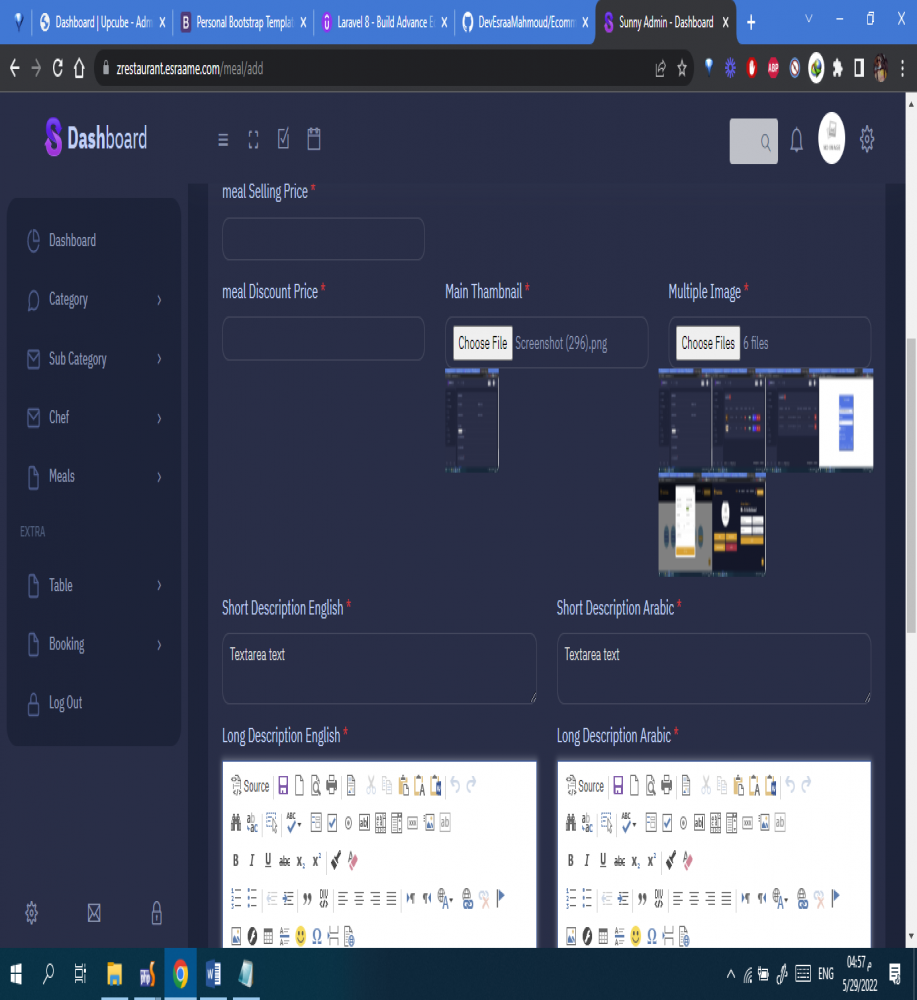 Dashboard | Upcube - Adm
Personal Bootstrap Templat
Laravel 8 - Build Advance E
DevEsraaMahmoud/Ecomm
Sunny Admin - Dashboard
zrestaurant.esraame.com/meal/add
Dashboard
meal Selling Price *
Dashboard
meal Discount Price *
Main Thambnail *
Multiple Image *
Category
Choose File Screenshot (296).png
Choose Files 6 files
Sub Category
Chef
Meals
EXTRA
Table
Booking
Log Out
Short Description English *
Short Description Arabic *
Textarea text
Textarea text
Long Description English *
Long Description Arabic *
Source
Source
ENG
04:57 م
5/29/2022